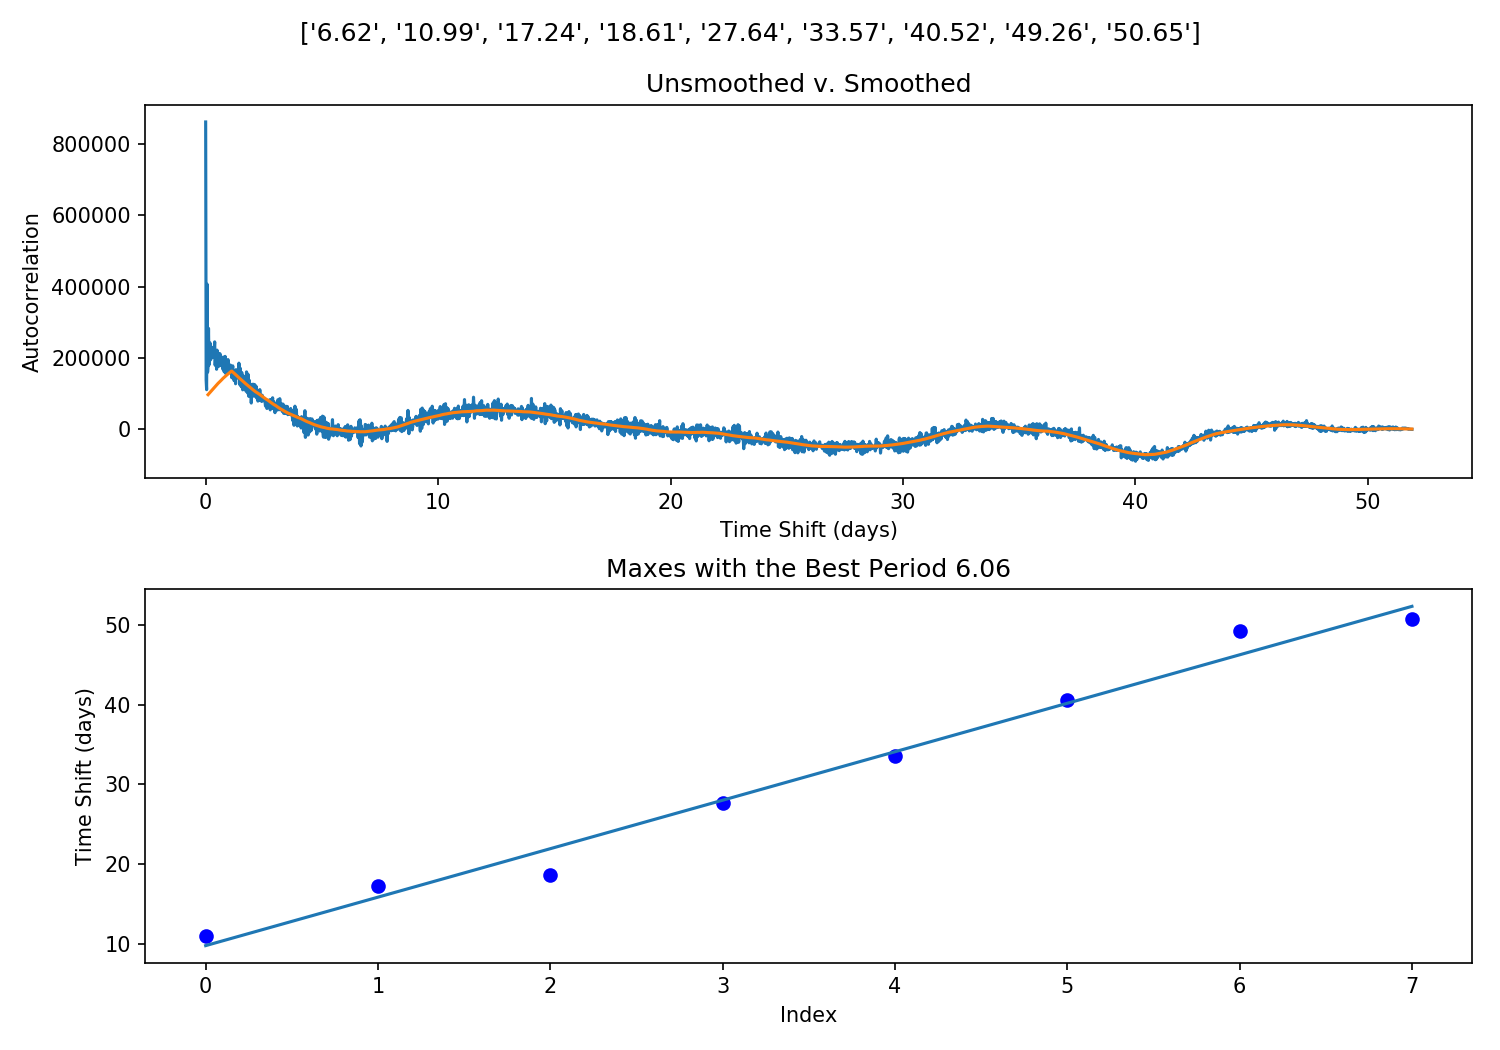 ['6.62', '10.99', '17.24', '18.61', '27.64', '33.57', '40.52', '49.26', '50.65']
Unsmoothed v. Smoothed
Autocorrelation
800000
600000
400000
200000
0
0 10 20 30 40 50
Time Shift (days)
Maxes with the Best Period 6.06
Time Shift (days)
50
40
30
20
10
0 1 2 3 4 5 6 7
Index